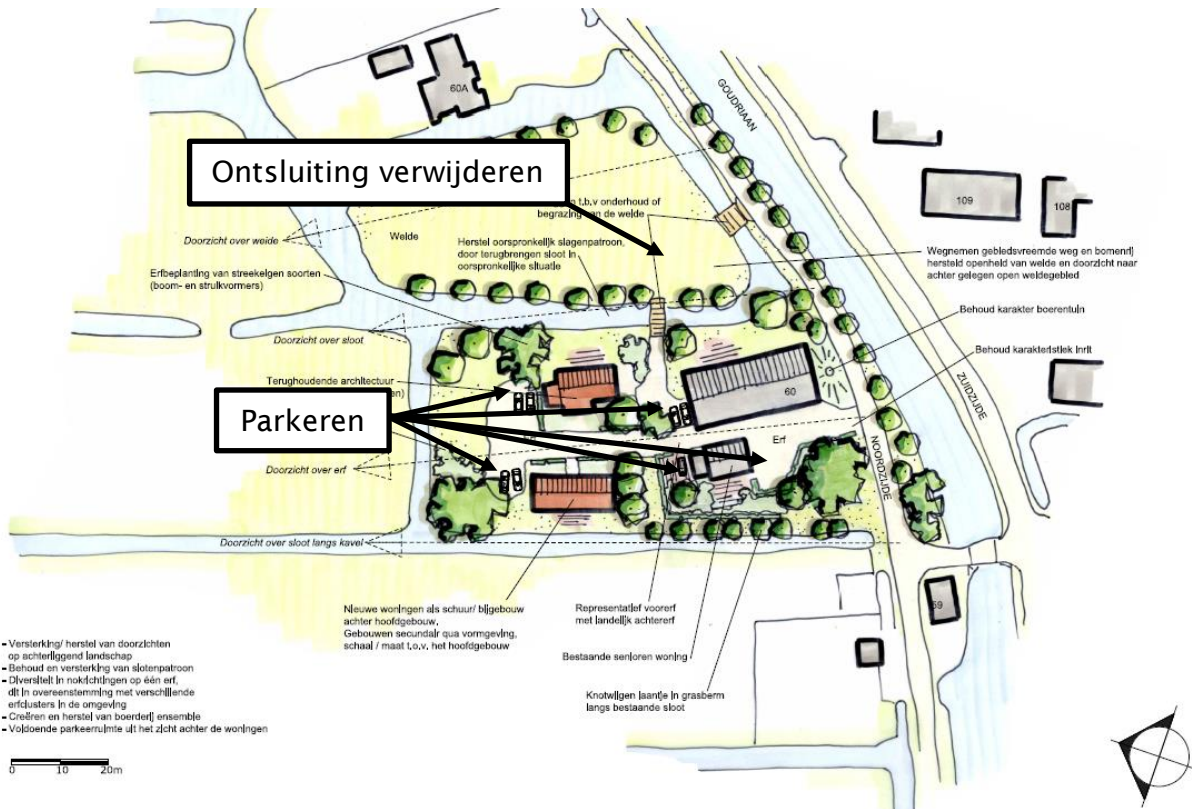 60A
GOUDRIAAN
Ontsluiting verwijderen
t.b.v onderhoud of
begrazing van de weide
109
108
Doorzicht over weide
Weide
Herstel oorspronkelijk slagenpatroon,
door terugbrengen sloot in
oorspronkelijke situatie
Wegnemen gebiedsvreemde weg en bomenrij
hersteld openheid van weide en doorzicht naar
achter gelegen open weidegebied
Erfbeplanting van streekeigen soorten
(boom- en struikvormers)
Behoud karakter boerentuin
Doorzicht over sloot
Behoud karakteristiek inrit
ZUIDZIJDE
Terughoudende architectuur
60
Parkeren
Erf
Doorzicht over erf
NOORDZIJDE
Doorzicht over sloot langs kavel
Nieuwe woningen als schuur/ bijgebouw
achter hoofdgebouw,
Gebouwen secundair qua vormgeving,
schaal / maat t.o.v. het hoofdgebouw
Representatief voorerf
met landelijk achtererf
59
Bestaande senioren woning
Knotwilgen laantje in grasberm
langs bestaande sloot
- Versterking/ herstel van doorzichten
op achterliggend landschap
- Behoud en versterking van slotenpatroon
- Diversiteit in nokrichtingen op één erf,
dit in overeenstemming met verschillende
erfclusters in de omgeving
- Creëren en herstel van boerderij ensemble
- Voldoende parkeerruimte uit het zicht achter de woningen
0 10 20m